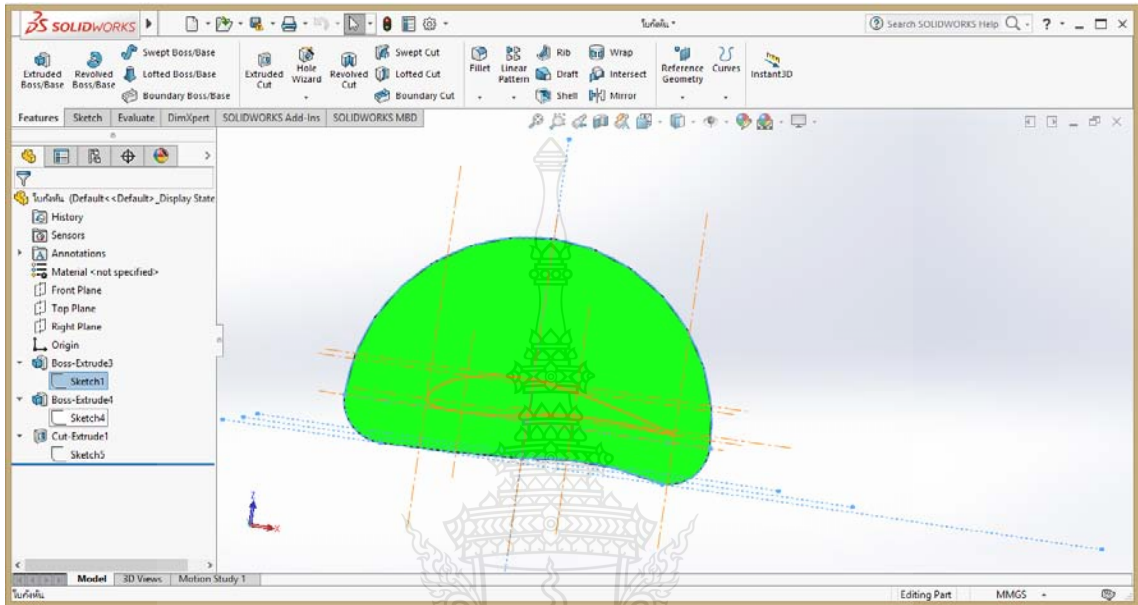 SOLIDWORKS
ใบกังหัน *
Search SOLIDWORKS Help
Extruded Boss/Base
Revolved Boss/Base
Swept Boss/Base
Lofted Boss/Base
Boundary Boss/Base
Extruded Cut
Hole Wizard
Revolved Cut
Swept Cut
Lofted Cut
Boundary Cut
Fillet
Linear Pattern
Rib
Draft
Shell
Wrap
Intersect
Mirror
Reference Geometry
Curves
Instant3D
Features Sketch Evaluate DimXpert SOLIDWORKS Add-Ins SOLIDWORKS MBD
ใบกังหัน (Default<<Default>_Display State
History
Sensors
Annotations
Material <not specified>
Front Plane
Top Plane
Right Plane
Origin
Boss-Extrude3
Sketch1
Boss-Extrude4
Sketch4
Cut-Extrude1
Sketch5
Z
X
Model 3D Views Motion Study 1
ใบกังหัน
Editing Part MMGS